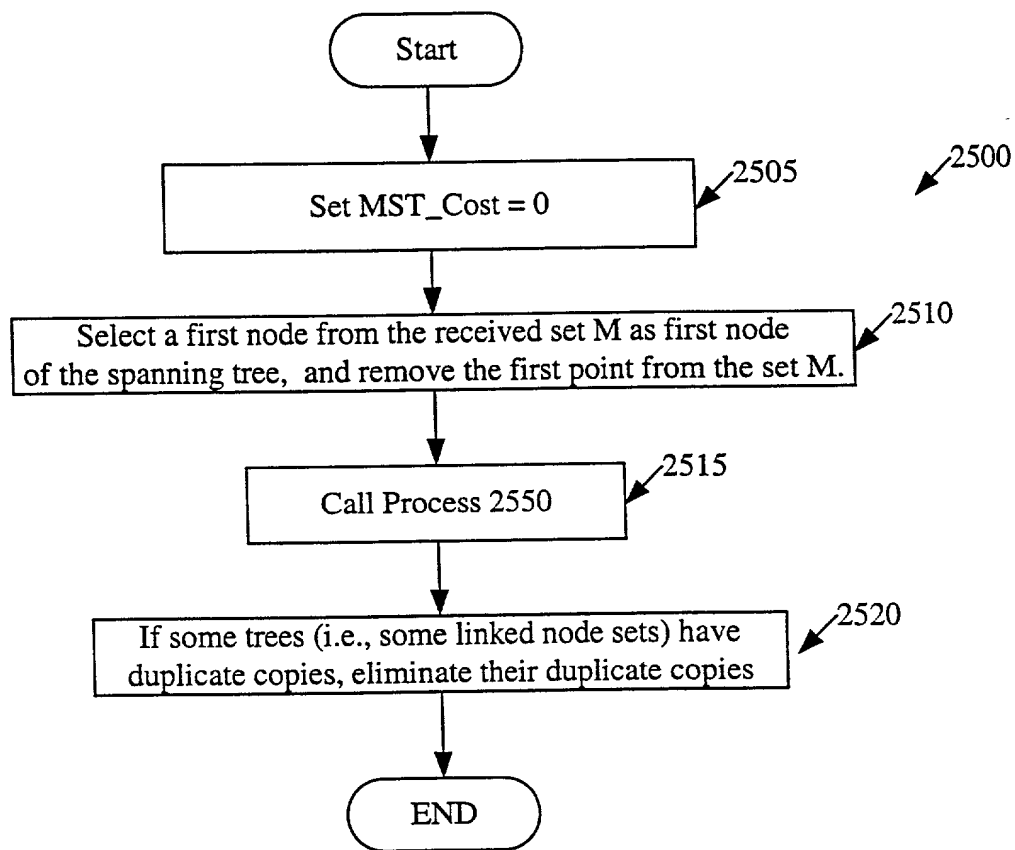 Start
2500
2505
Set MST_Cost = 0
2510
Select a first node from the received set M as first node
of the spanning tree, and remove the first point from the set M.
2515
Call Process 2550
2520
If some trees (i.e., some linked node sets) have
duplicate copies, eliminate their duplicate copies
END